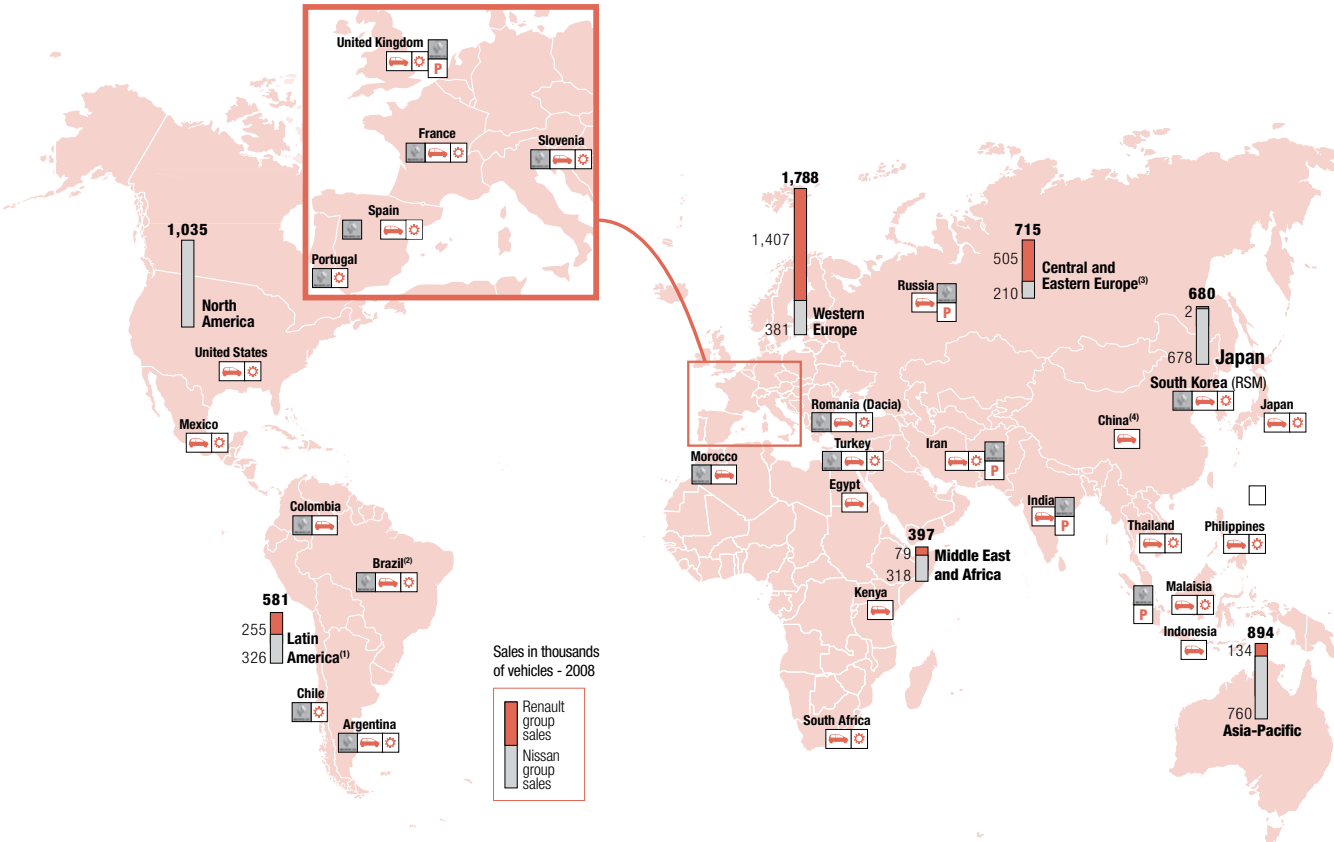 United Kingdom
P
France
Slovenia
Spain
Portugal
1,035
North
America
United States
Mexico
Colombia
Brazil(2)
581
255
326
Latin
America(1)
Chile
Argentina
Sales in thousands
of vehicles - 2008
Renault
group
sales
Nissan
group
sales
1,788
1,407
381
Western
Europe
Russia
P
715
505
210
Central and
Eastern Europe(3)
680
2
678
Japan
South Korea (RSM)
Japan
China(4)
Romania (Dacia)
Turkey
Iran
P
Morocco
Egypt
India
P
Thailand
Philippines
397
79
318
Middle East
and Africa
Kenya
P
Malaisia
Indonesia
894
134
760
Asia-Pacific
South Africa